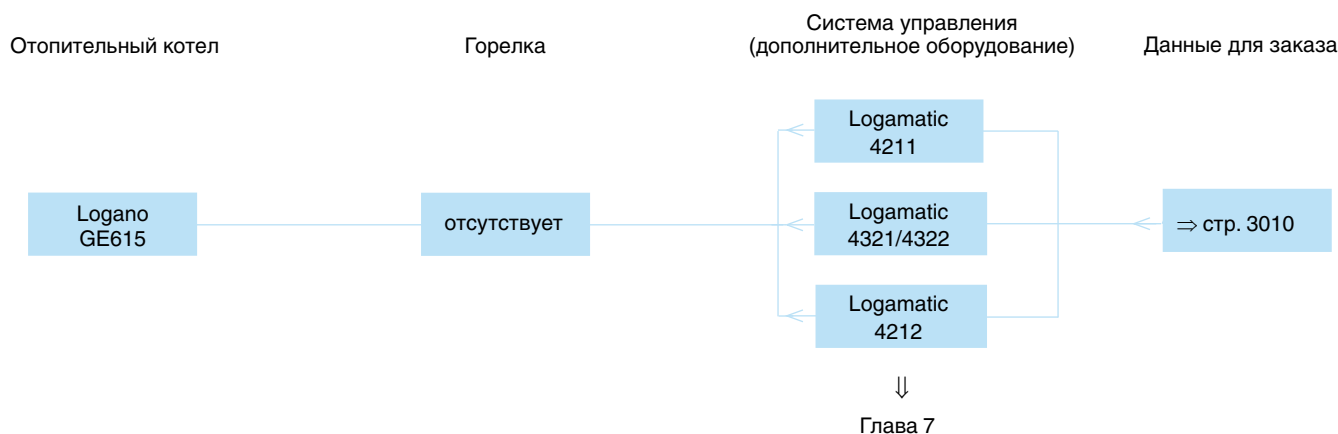 Отопительный котел
Горелка
Система управления
(дополнительное оборудование)
Данные для заказа
Logano
GE615
отсутствует
Logamatic
4211
Logamatic
4321/4322
Logamatic
4212
⇒ стр. 3010
⇓
Глава 7